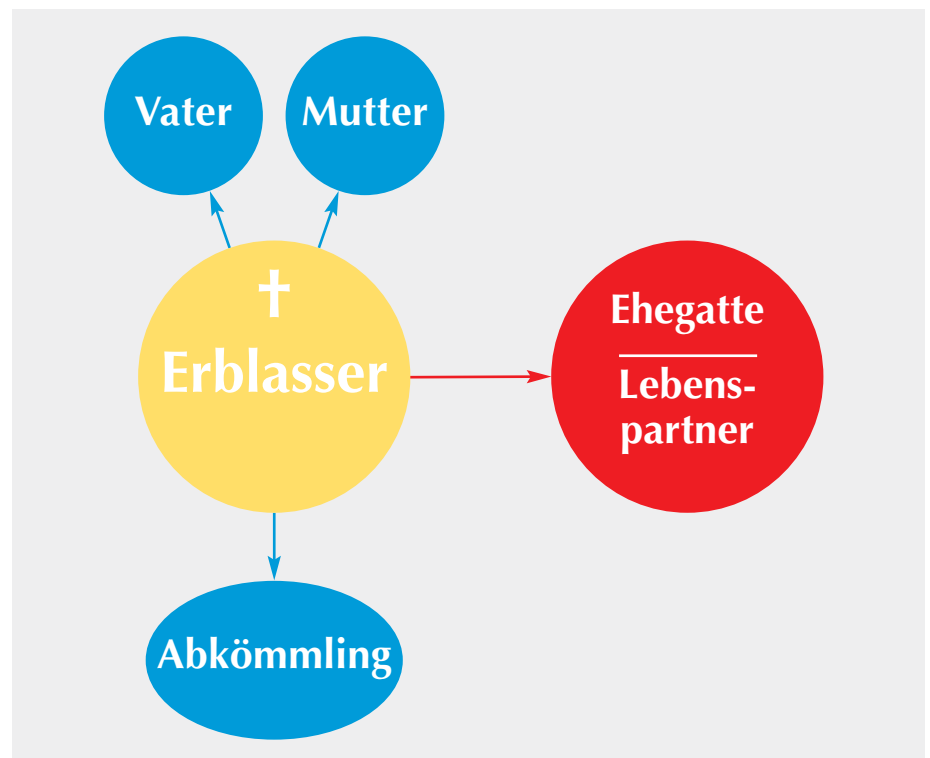 Vater
Mutter
Erblasser
Ehegatte
Lebens-
partner
Abkömmling